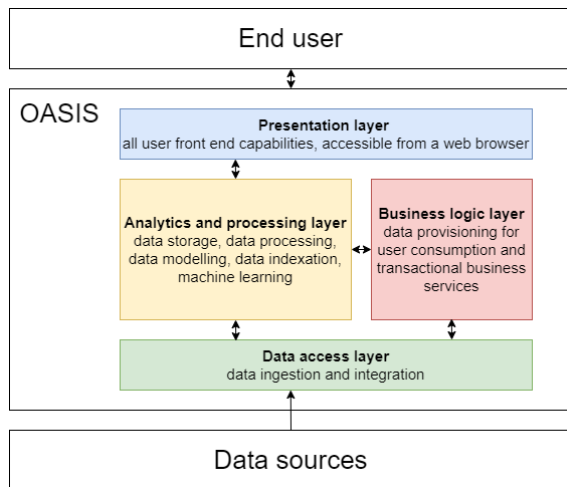 End user
OASIS
Presentation layer
all user front end capabilities, accessible from a web browser
Analytics and processing layer
data storage, data processing,
data modelling, data indexation,
machine learning
Business logic layer
data provisioning for
user consumption and
transactional business
services
Data access layer
data ingestion and integration
Data sources